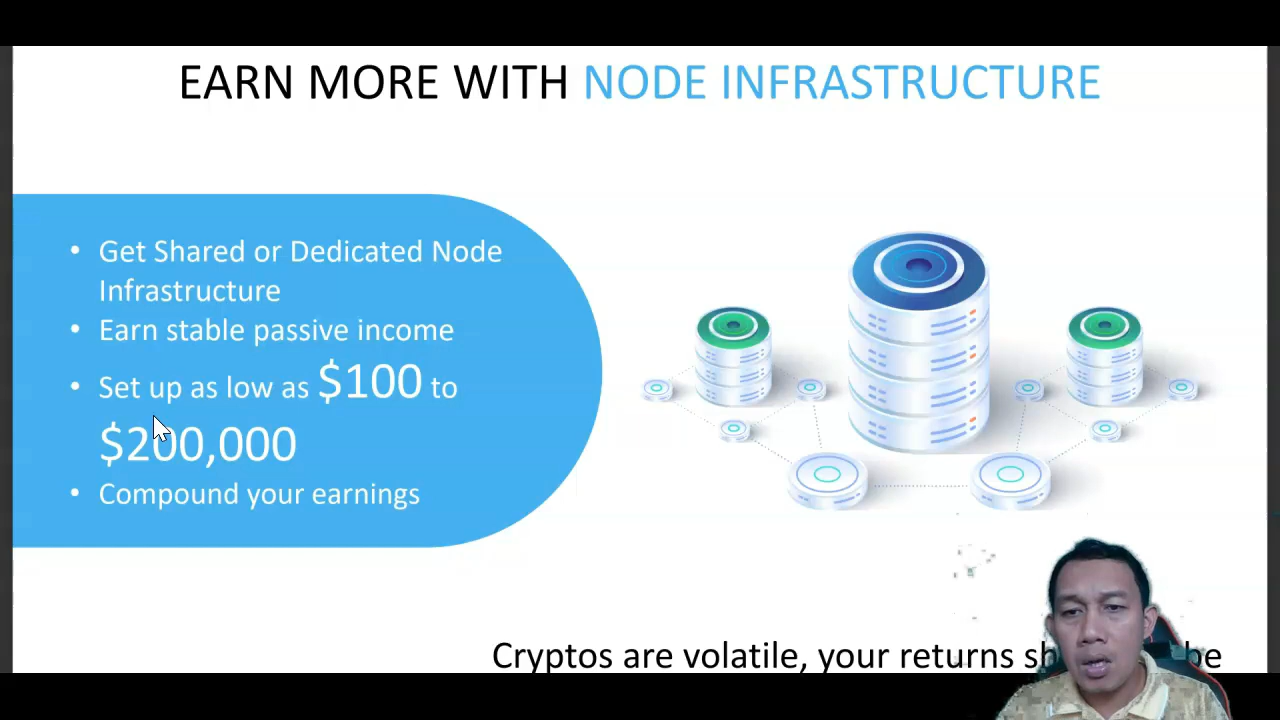 EARN MORE WITH NODE INFRASTRUCTURE
• Get Shared or Dedicated Node
Infrastructure
• Earn stable passive income
• Set up as low as $100 to
$200,000
• Compound your earnings
Cryptos are volatile, your returns be